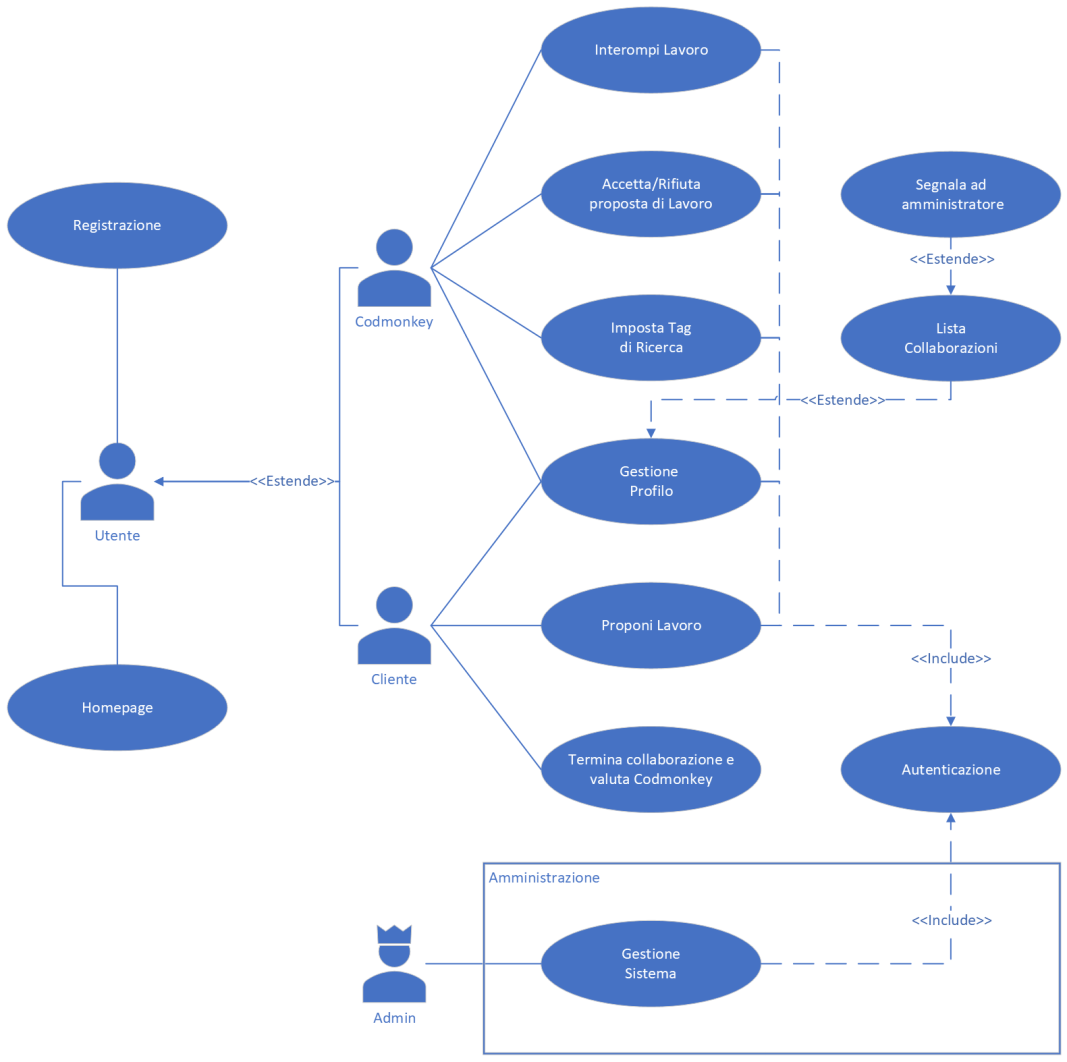 Interompi Lavoro
Accetta/Rifiuta
proposta di Lavoro
Segnala ad
amministratore
Registrazione
<<Estende>>
Codmonkey
Imposta Tag
di Ricerca
Lista
Collaborazioni
<<Estende>>
Gestione
Profilo
<<Estende>>
Utente
Proponi Lavoro
<<Include>>
Cliente
Homepage
Termina collaborazione e
valuta Codmonkey
Autenticazione
Amministrazione
<<Include>>
Gestione
Sistema
Admin